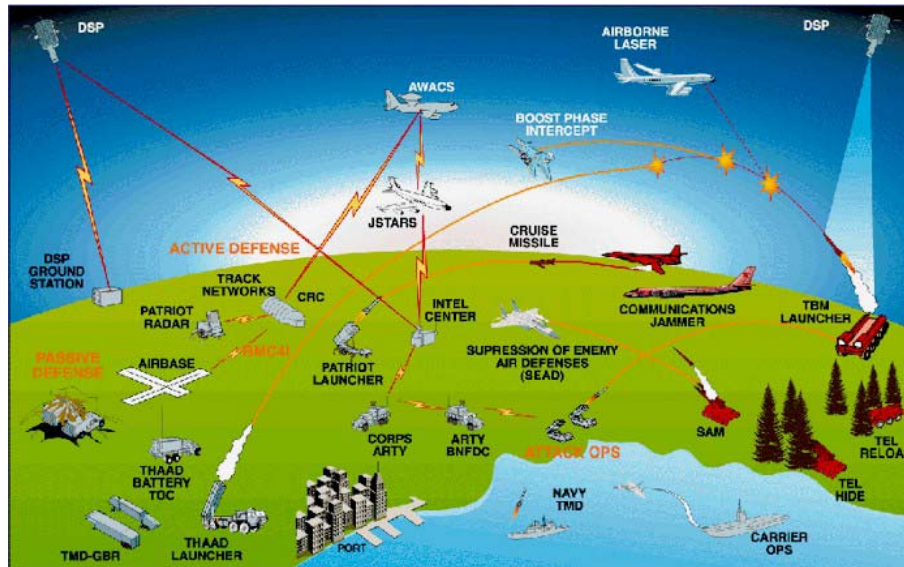 DSP
AIRBORNE
LASER
DSP
AWACS
BOOST PHASE
INTERCEPT
JSTARS
CRUISE
MISSILE
ACTIVE DEFENSE
DSP
GROUND
STATION
TRACK
NETWORKS
CRC
PATRIOT
RADAR
INTEL
CENTER
COMMUNICATIONS
JAMMER
TBM
LAUNCHER
BMC4I
PATRIOT
LAUNCHER
SUPRESSION OF ENEMY
AIR DEFENSES
(SEAD)
PASSIVE
DEFENSE
AIRBASE
CORPS
ARTY
ARTY
BNFDC
ATTACK OPS
SAM
TEL
RELOA
THAAD
BATTERY
TOC
TEL
HIDE
TMD-GBR
THAAD
LAUNCHER
PORT
NAVY
TMD
CARRIER
OPS